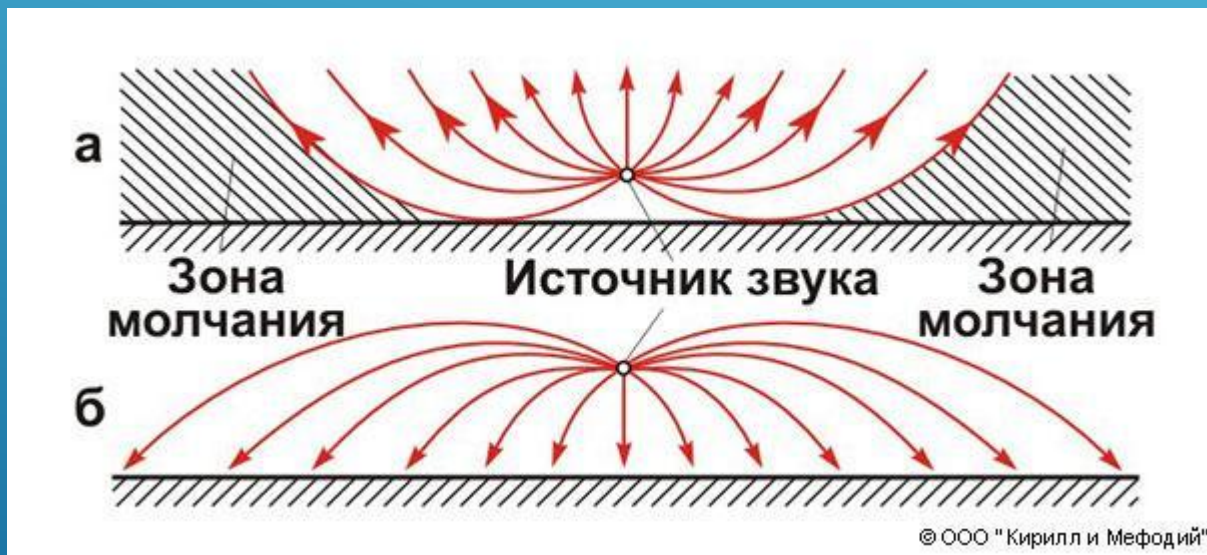 а
Зона
молчания
Источник звука
Зона
молчания
б
© ООО "Кирилл и Мефодий"